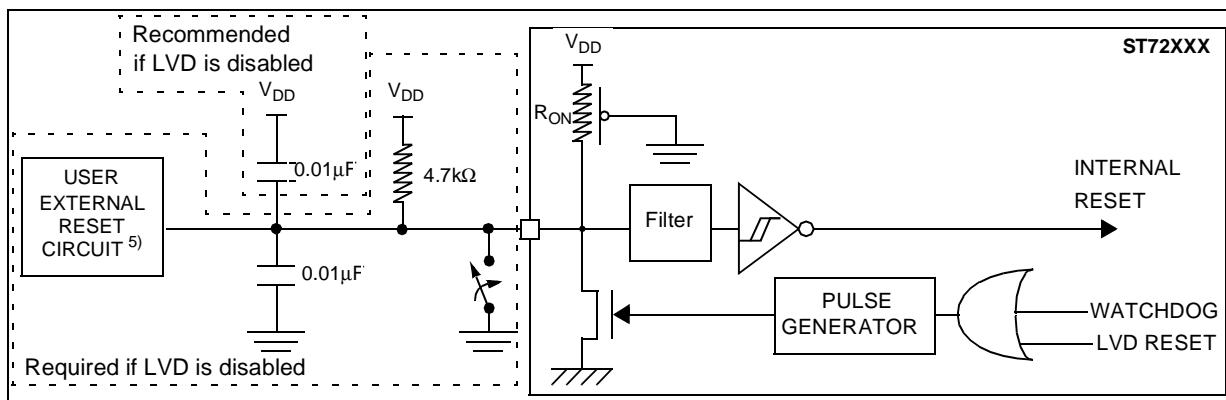 Recommended
if LVD is disabled
VDD
0.01µF
VDD
4.7kΩ
USER
EXTERNAL
RESET
CIRCUIT 5)
0.01µF
Required if LVD is disabled
ST72XXX
VDD
RON
Filter
INTERNAL
RESET
PULSE
GENERATOR
WATCHDOG
LVD RESET